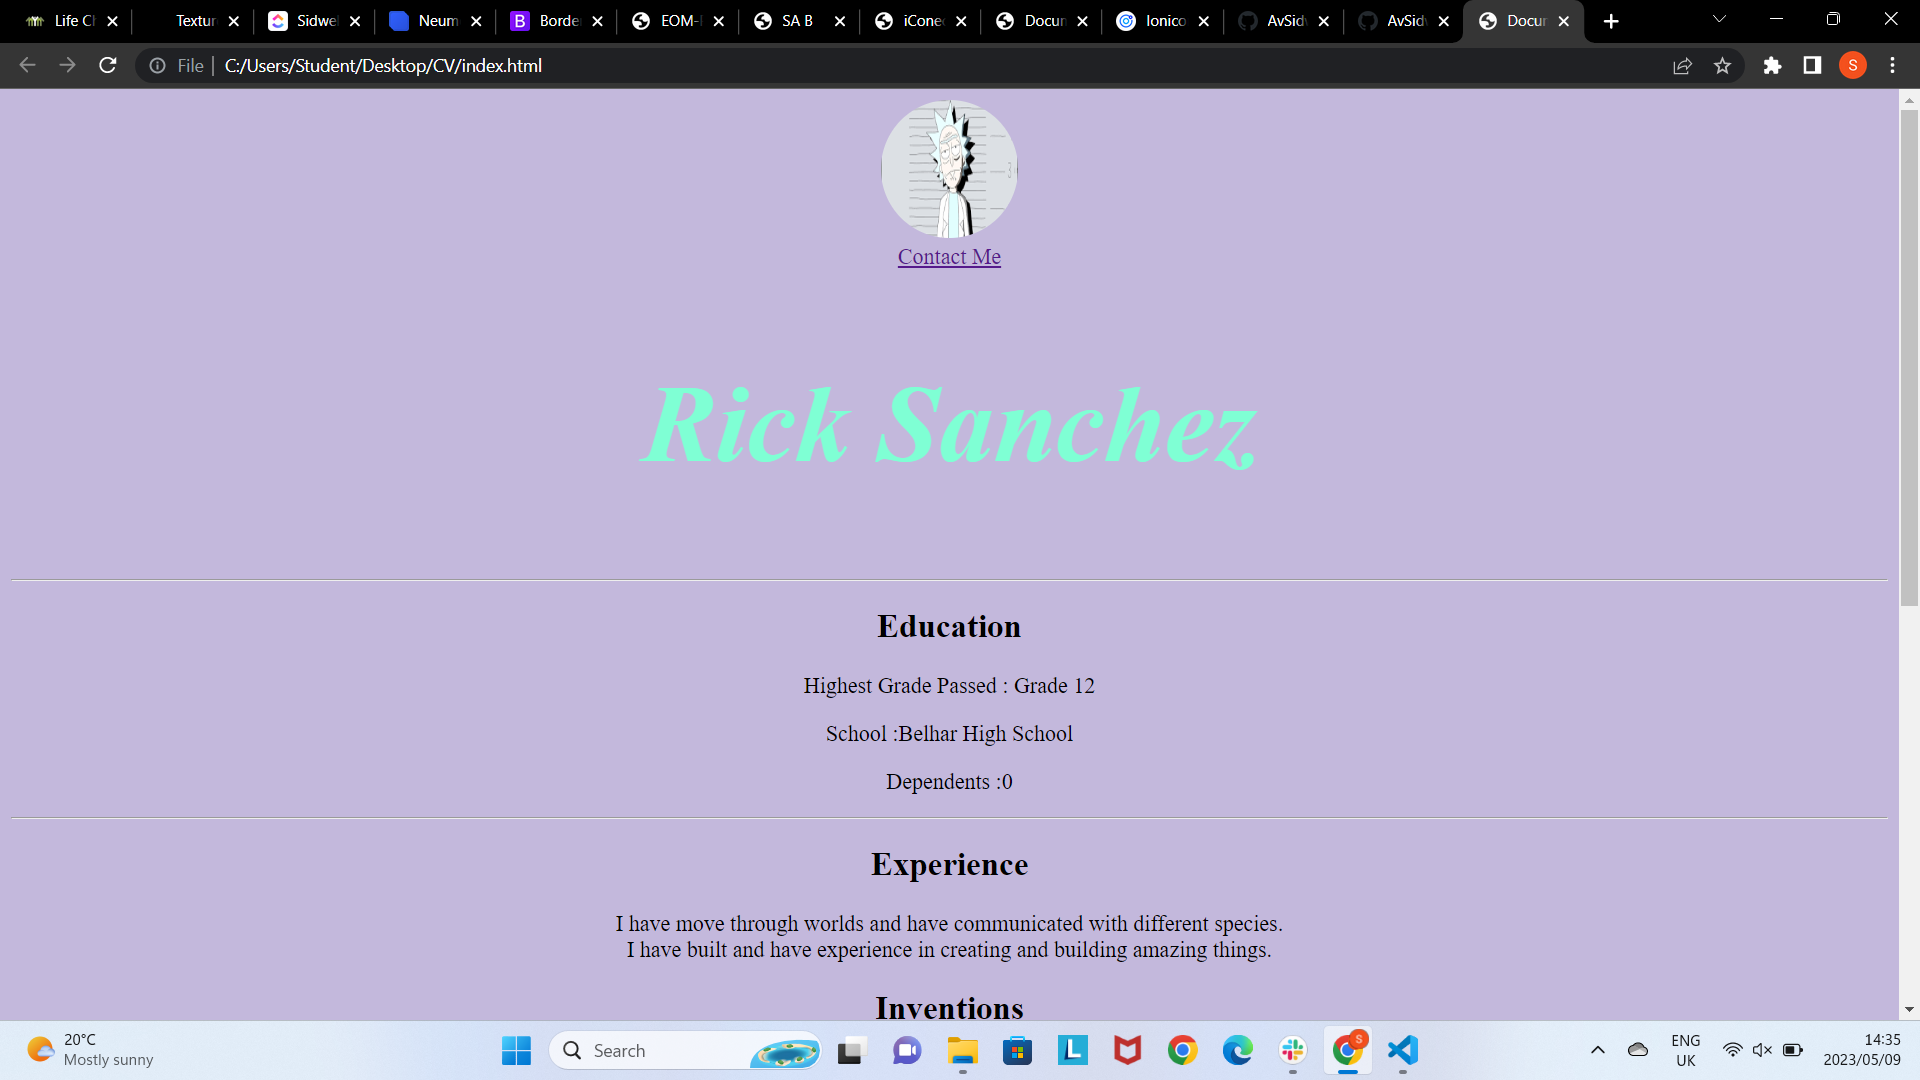 Life Cl
Textur
Sidwel
Neum
B
Borde
EOM-
SA B
iConec
Docun
Ionico
AvSid
AvSid
Docun
File
C:/Users/Student/Desktop/CV/index.html
S
Contact Me
Rick Sanchez
Education
Highest Grade Passed : Grade 12
School :Belhar High School
Dependents :0
Experience
I have move through worlds and have communicated with different species.
I have built and have experience in creating and building amazing things.
Inventions
20°C
Mostly sunny
Search
L
S
ENG
UK
14:35
2023/05/09